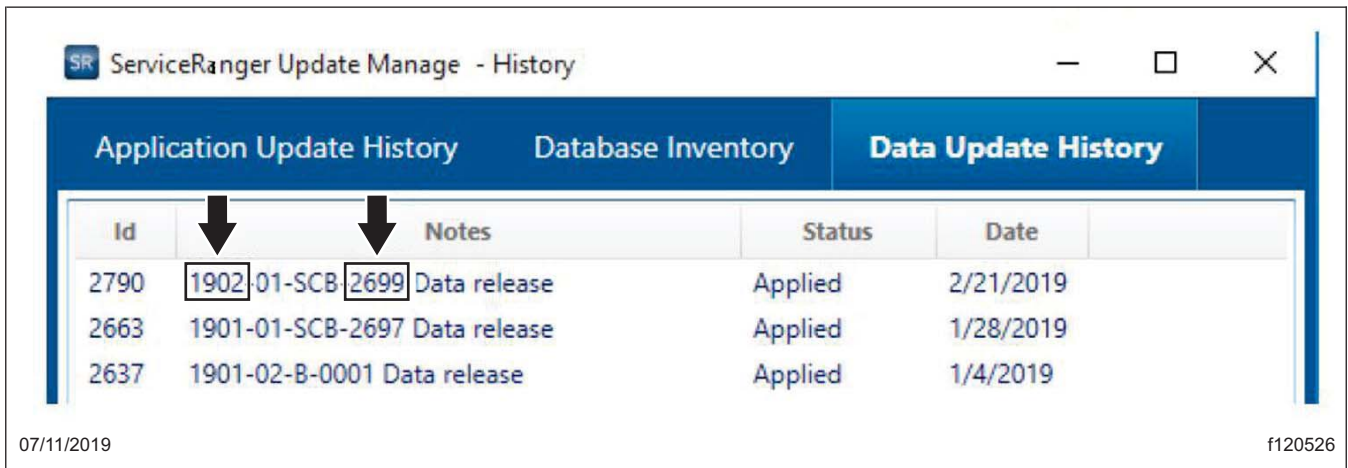 SR ServiceRanger Update Manage - History
Application Update History Database Inventory Data Update History
Id Notes Status Date
2790 1902-01-SCB-2699 Data release Applied 2/21/2019
2663 1901-01-SCB-2697 Data release Applied 1/28/2019
2637 1901-02-B-0001 Data release Applied 1/4/2019
07/11/2019 f120526